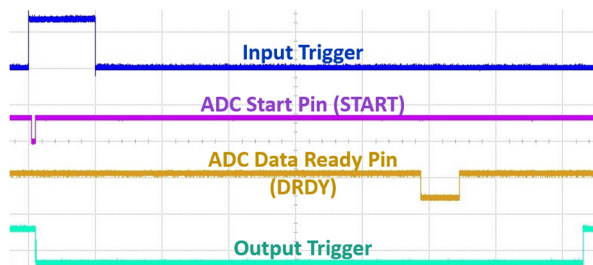 Input Trigger
ADC Start Pin (START)
ADC Data Ready Pin
(DRDY)
Output Trigger